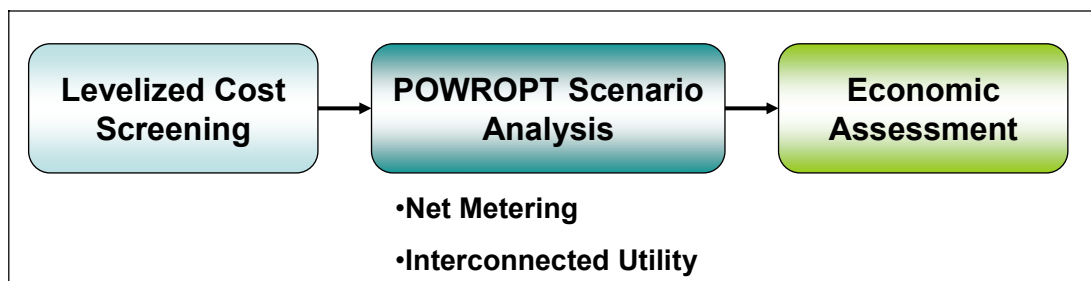 Levelized Cost
Screening
POWROPT Scenario
Analysis
Economic
Assessment
•Net Metering
•Interconnected Utility